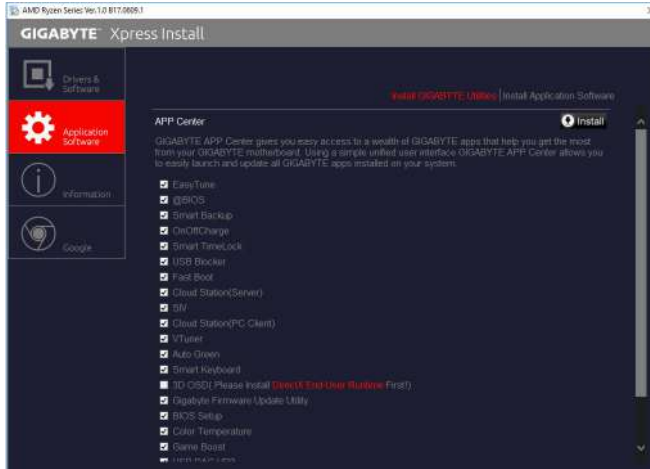 AMD Ryzen Series Ver.1.0 B17.0609.1
GIGABYTE™ Xpress Install
Drivers &
Software
Application
Software
Information
Google
Install GIGABYTE Utilities | Install Application Software
APP Center
Install
GIGABYTE APP Center gives you easy access to a wealth of GIGABYTE apps that help you get the most
from your GIGABYTE motherboard. Using a simple unified user interface GIGABYTE APP Center allows you
to easily launch and update all GIGABYTE apps installed on your system.
EasyTune
@BIOS
Smart Backup
OnOffCharge
Smart TimeLock
USB Blocker
Fast Boot
Cloud Station(Server)
SIV
Cloud Station(PC Client)
VTuner
Auto Green
Smart Keyboard
3D OSD( Please Install DirectX End-User Runtime First!)
Gigabyte Firmware Update Utility
BIOS Setup
Color Temperature
Game Boost